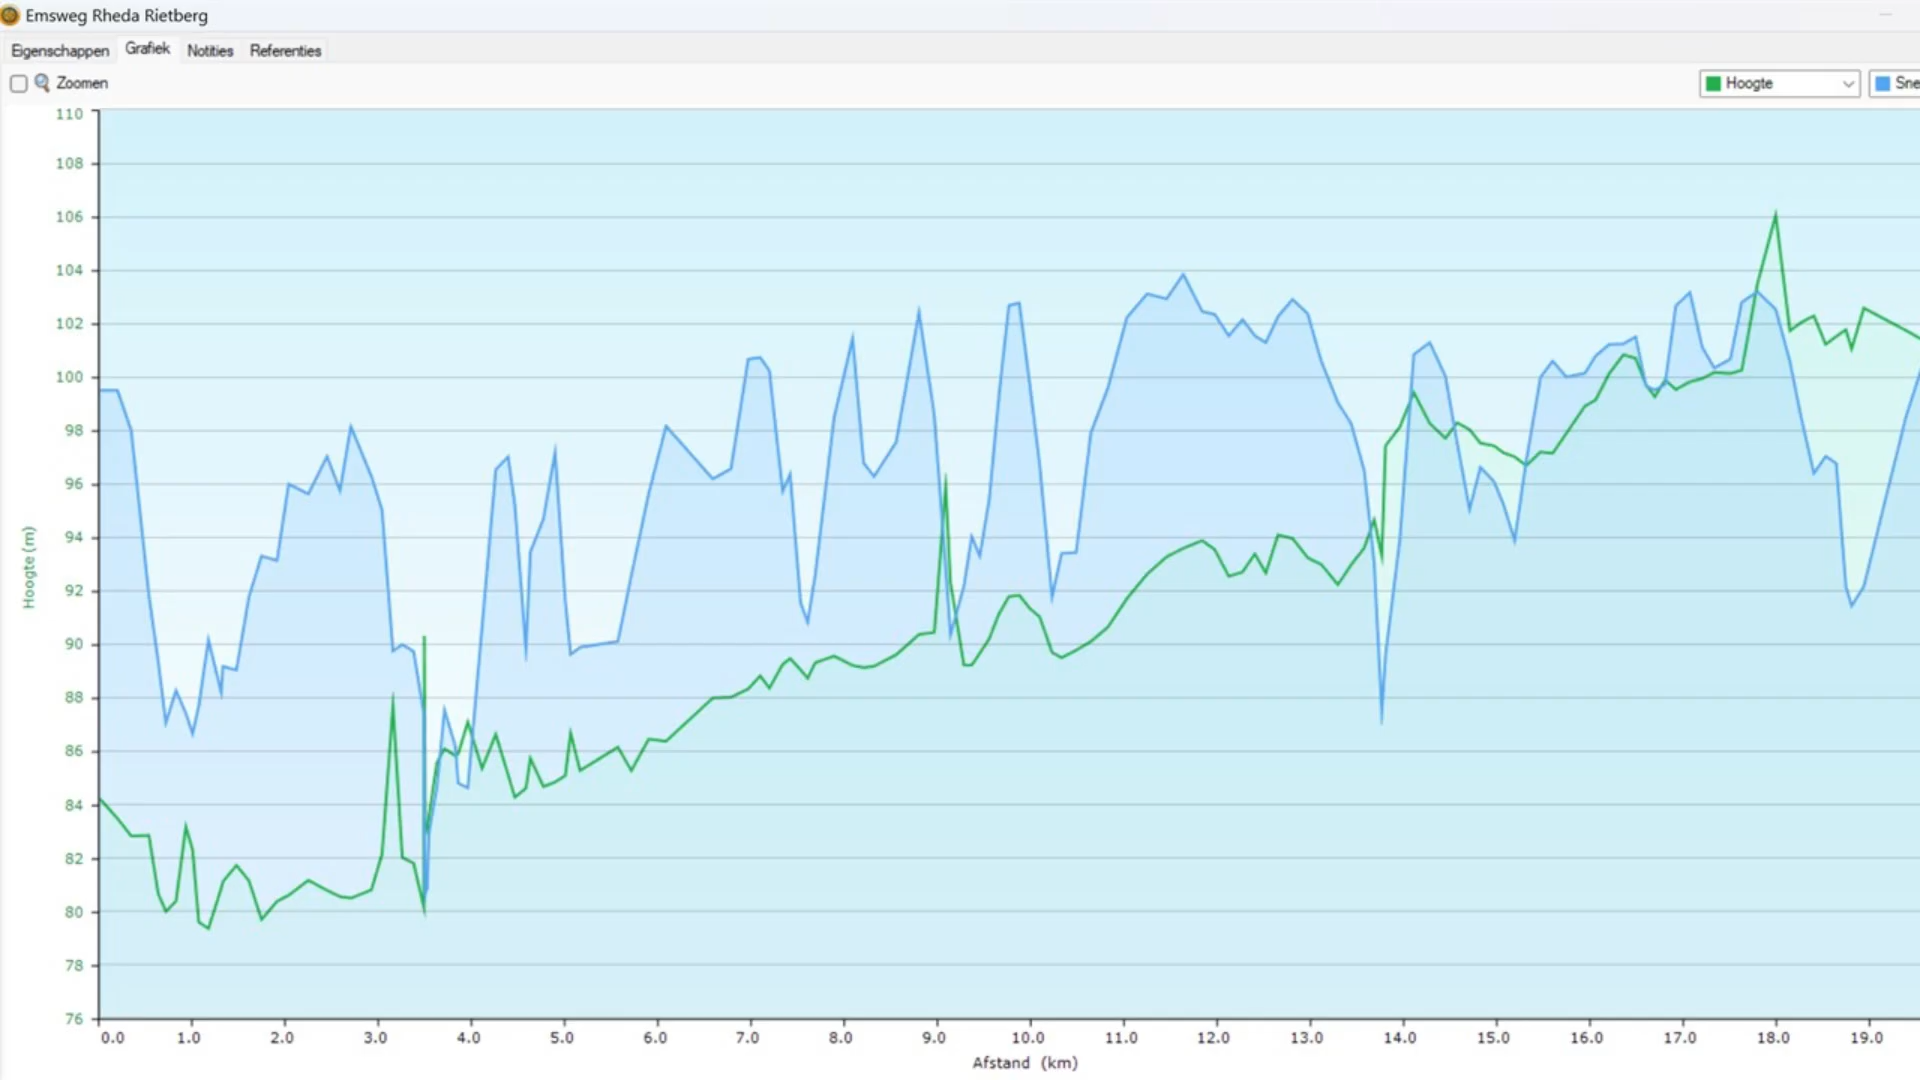 Emsweg Rheda Rietberg
Eigenschappen Grafiek Notities Referenties
Zoomen
Hoogte
Sne
110
108
106
104
102
100
98
96
94
92
90
88
86
84
82
80
78
76
Hoogte (m)
0.0 1.0 2.0 3.0 4.0 5.0 6.0 7.0 8.0 9.0 10.0 11.0 12.0 13.0 14.0 15.0 16.0 17.0 18.0 19.0
Afstand (km)